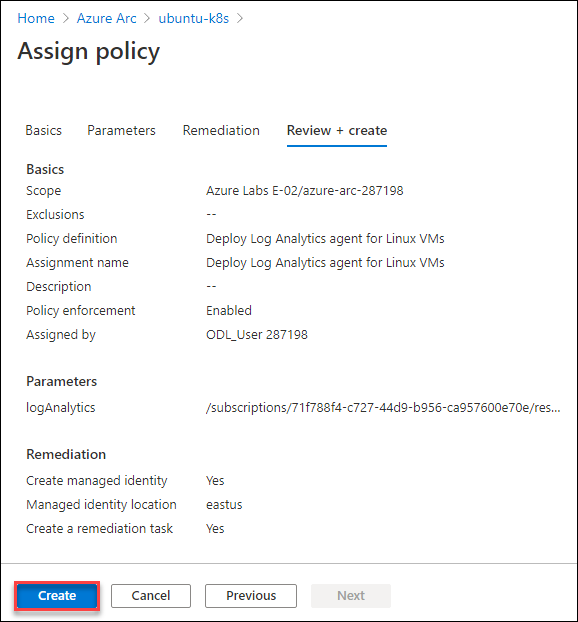 Home > Azure Arc > ubuntu-k8s >
Assign policy
Basics Parameters Remediation Review + create
Basics
Scope Azure Labs E-02/azure-arc-287198
Exclusions --
Policy definition Deploy Log Analytics agent for Linux VMs
Assignment name Deploy Log Analytics agent for Linux VMs
Description --
Policy enforcement Enabled
Assigned by ODL_User 287198
Parameters
logAnalytics /subscriptions/71f788f4-c727-44d9-b956-ca957600e70e/res...
Remediation
Create managed identity Yes
Managed identity location eastus
Create a remediation task Yes
Create Cancel Previous Next